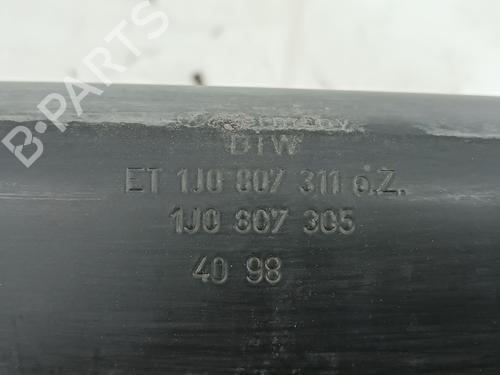 B-PARTS
DTW
ET 1J0 807 311 o.Z.
1J0 807 305
40 98